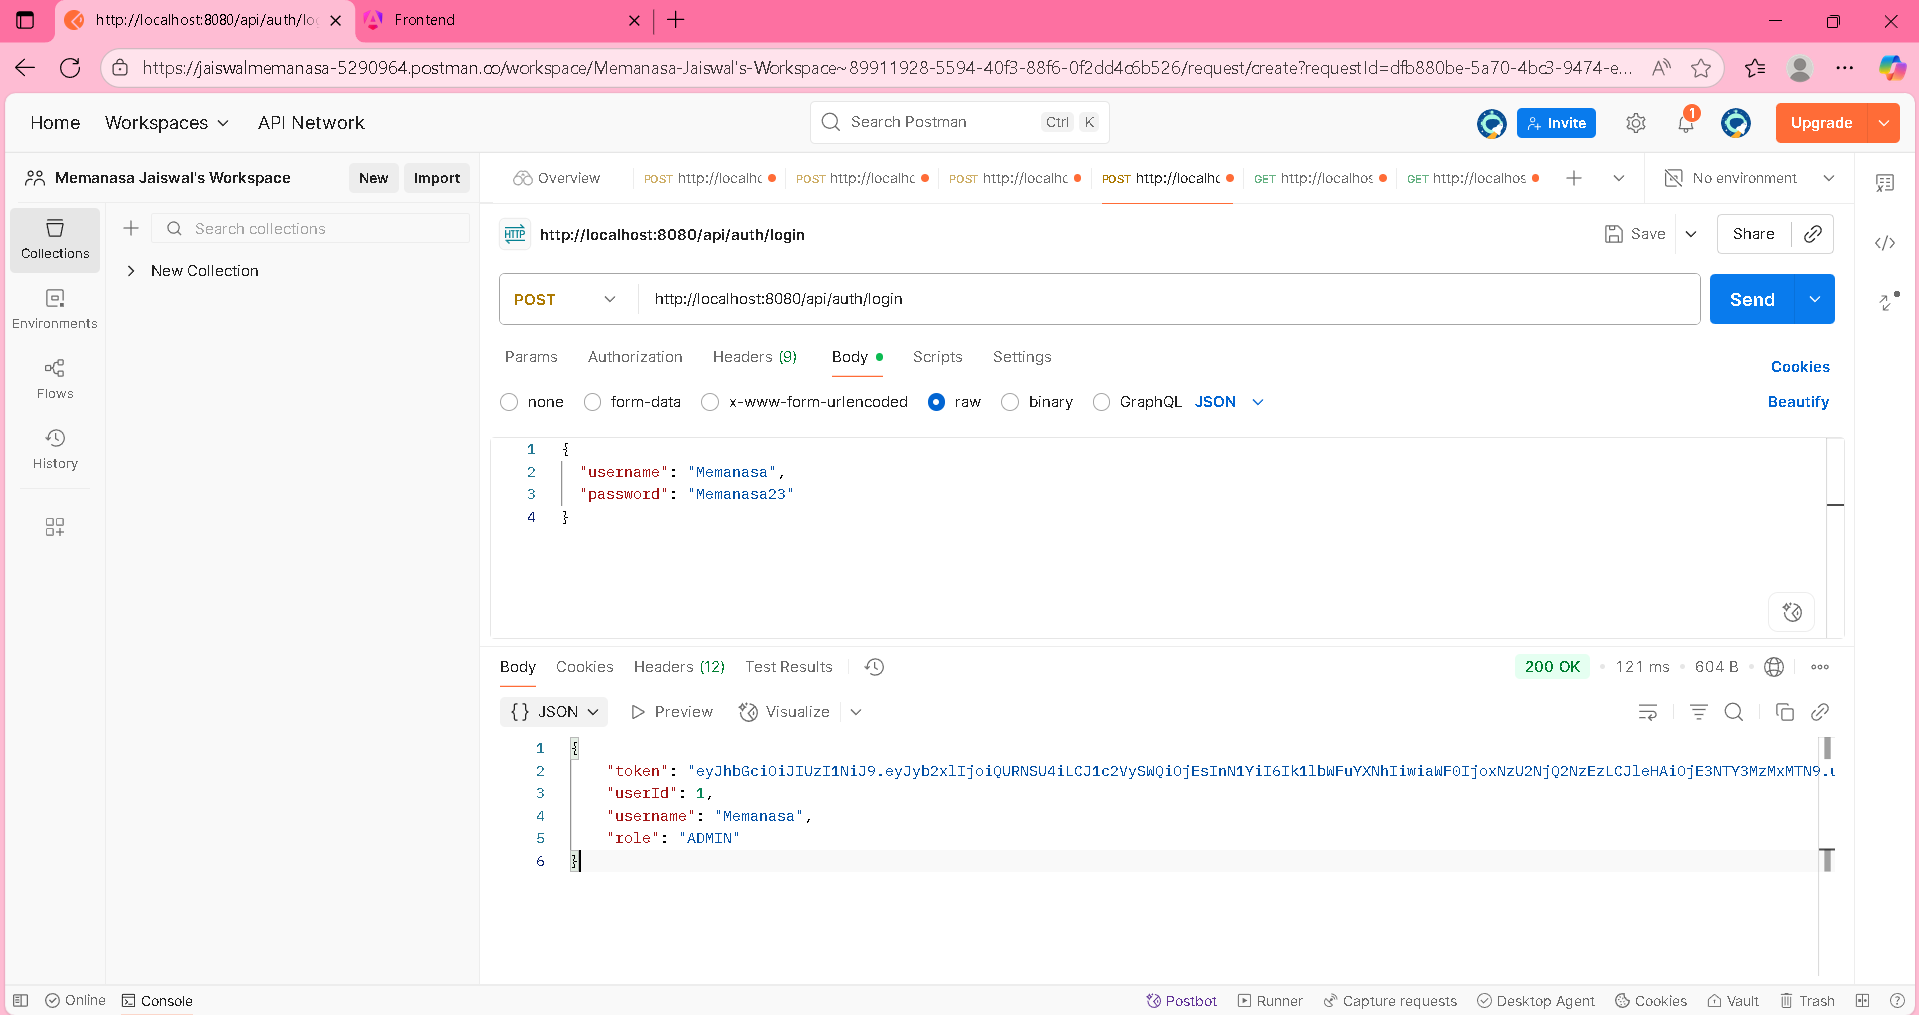 http://localhost:8080/api/auth/lo
Frontend
https://jaiswalmemanasa-5290964.postman.co/workspace/Memanasa-Jaiswal's-Workspace~89911928-5594-40f3-88f6-0f2dd4c6b526/request/create?requestId=dfb880be-5a70-4bc3-9474-e...
Home Workspaces API Network
Search Postman Ctrl K
Invite
1
Upgrade
Memanasa Jaiswal's Workspace New Import
Overview POST http://localhc POST http://localhc POST http://localhc POST http://localhc GET http://localhos GET http://localhos No environment
Collections
Environments
Flows
History
Search collections
New Collection
HTTP http://localhost:8080/api/auth/login Save Share
POST http://localhost:8080/api/auth/login Send
Params Authorization Headers (9) Body Scripts Settings Cookies
none form-data x-www-form-urlencoded raw binary GraphQL JSON Beautify
1 {
2 "username": "Memanasa",
3 "password": "Memanasa23"
4 }
Body Cookies Headers (12) Test Results 200 OK 121 ms 604 B
{} JSON Preview Visualize
1 {
2 "token": "eyJhbGciOiJIUzI1NiJ9.eyJyb2xlIjoiQURNSU4iLCJ1c2VySWQiOjEsInN1YiI6Ik1lbWFuYXNhIiwiaWF0IjoxNzU2NjQ2NzEzLCJleHAiOjE3NTY3MzMxMTN9.u
3 "userId": 1,
4 "username": "Memanasa",
5 "role": "ADMIN"
6 }
Online Console Postbot Runner Capture requests Desktop Agent Cookies Vault Trash